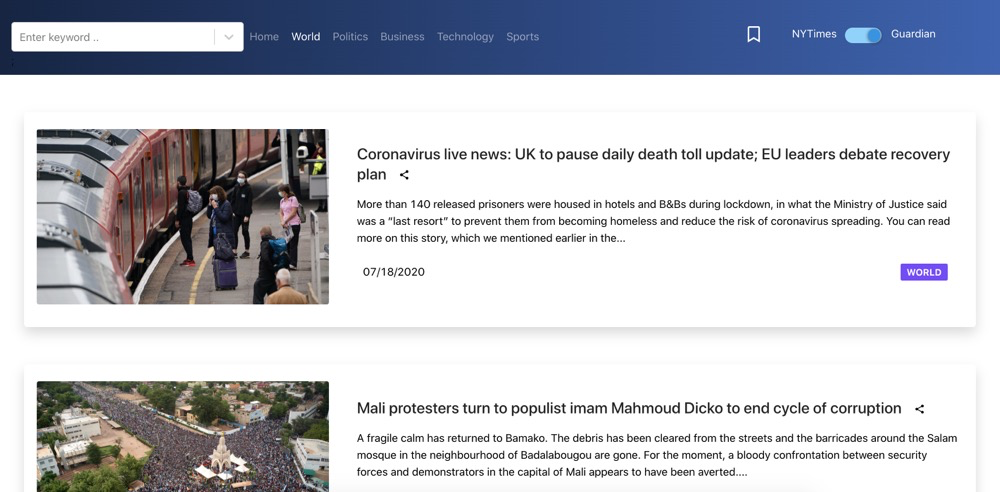 Enter keyword ..
Home World Politics Business Technology Sports
NYTimes Guardian
Coronavirus live news: UK to pause daily death toll update; EU leaders debate recovery
plan
More than 140 released prisoners were housed in hotels and B&Bs during lockdown, in what the Ministry of Justice said
was a “last resort” to prevent them from becoming homeless and reduce the risk of coronavirus spreading. You can read
more on this story, which we mentioned earlier in the...
07/18/2020
WORLD
Mali protesters turn to populist imam Mahmoud Dicko to end cycle of corruption
A fragile calm has returned to Bamako. The debris has been cleared from the streets and the barricades around the Salam
mosque in the neighbourhood of Badalabougou are gone. For the moment, a bloody confrontation between security
forces and demonstrators in the capital of Mali appears to have been averted....